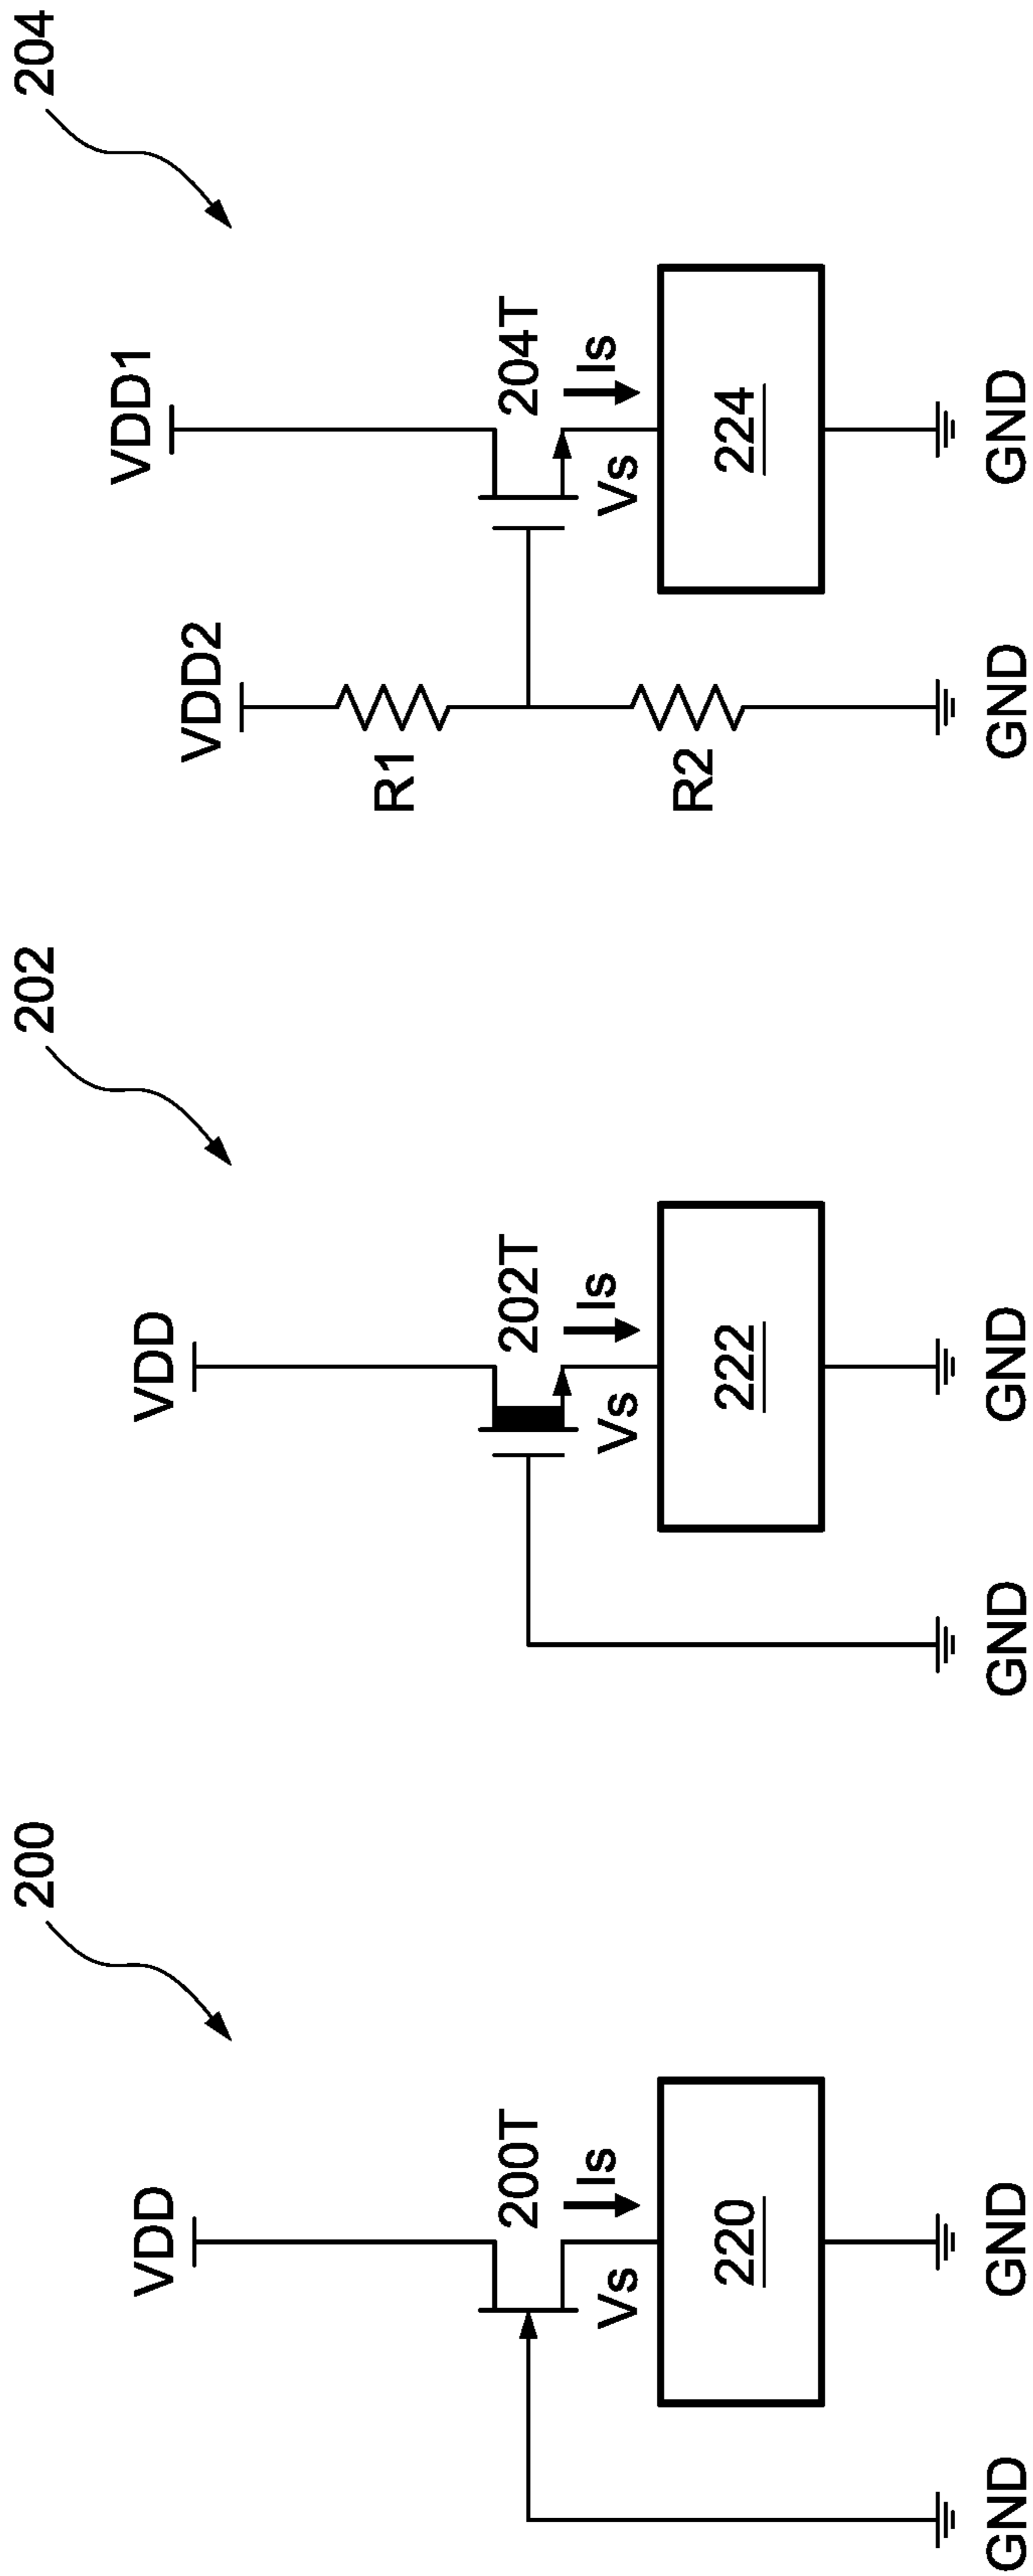 200
VDD
200T
Vs
Is
220
GND
GND
202
VDD
202T
Vs
Is
222
GND
GND
204
VDD1
VDD2
R1
204T
Vs
Is
R2
224
GND
GND